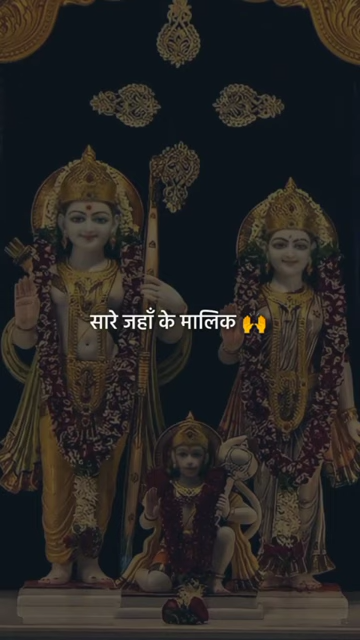 सारे जहाँ के मालिक 🙌